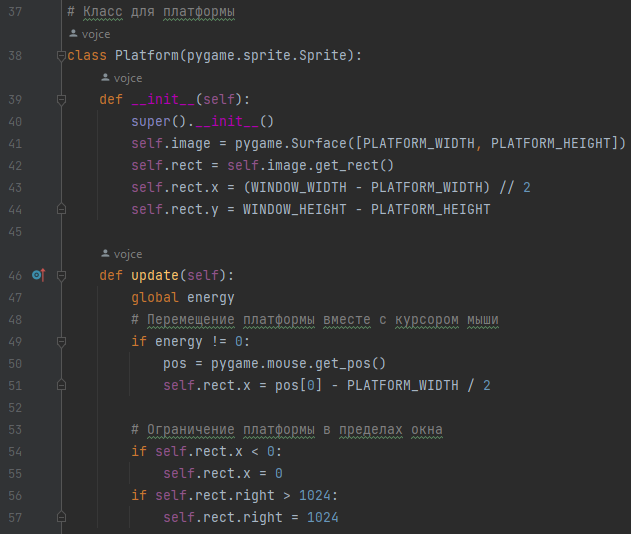 37 # Класс для платформы
vojce
38 class Platform(pygame.sprite.Sprite):
vojce
39 def __init__(self):
40 super().__init__()
41 self.image = pygame.Surface([PLATFORM_WIDTH, PLATFORM_HEIGHT])
42 self.rect = self.image.get_rect()
43 self.rect.x = (WINDOW_WIDTH - PLATFORM_WIDTH) // 2
44 self.rect.y = WINDOW_HEIGHT - PLATFORM_HEIGHT
45
vojce
46 def update(self):
47 global energy
48 # Перемещение платформы вместе с курсором мыши
49 if energy != 0:
50 pos = pygame.mouse.get_pos()
51 self.rect.x = pos[0] - PLATFORM_WIDTH / 2
52
53 # Ограничение платформы в пределах окна
54 if self.rect.x < 0:
55 self.rect.x = 0
56 if self.rect.right > 1024:
57 self.rect.right = 1024